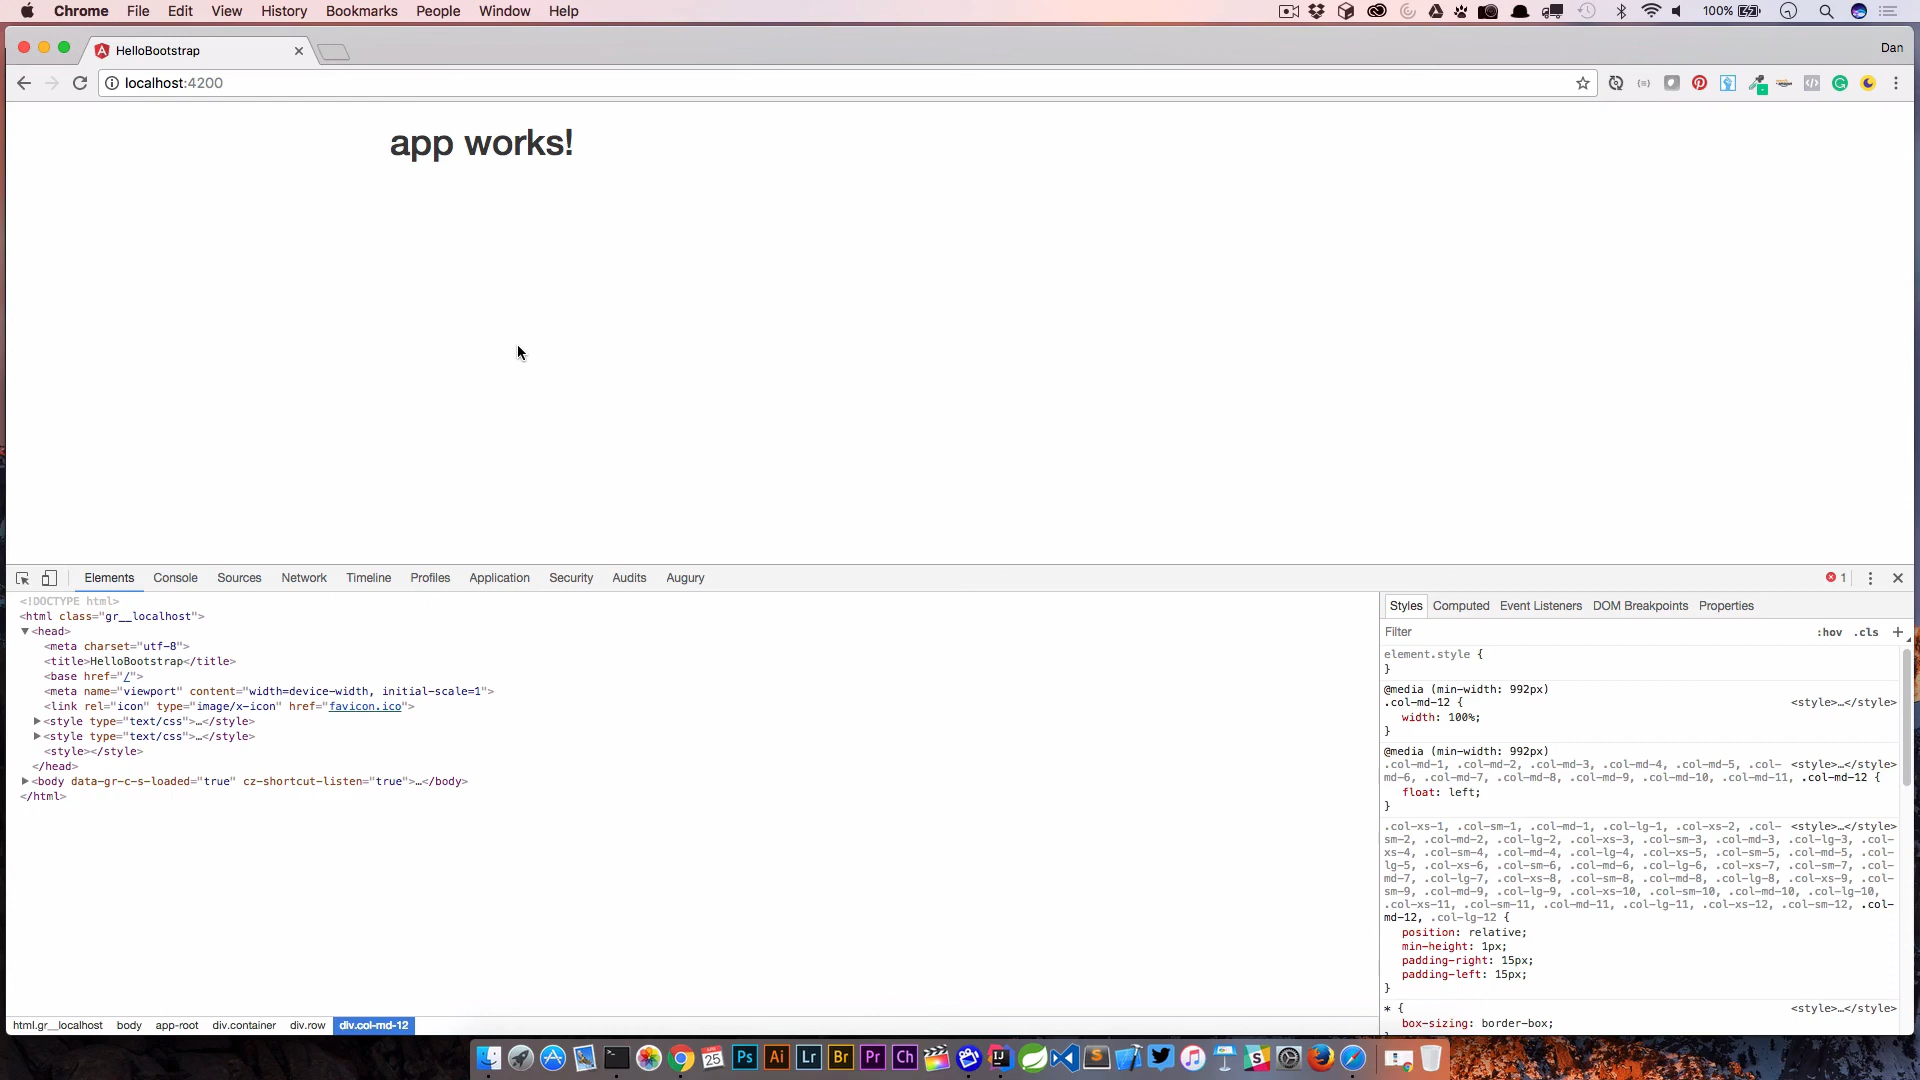 Chrome File Edit View History Bookmarks People Window Help 100%
HelloBootstrap Dan
localhost:4200
app works!
Elements Console Sources Network Timeline Profiles Application Security Audits Augury 1
<!DOCTYPE html>
<html class="gr__localhost">
<head>
<meta charset="utf-8">
<title>HelloBootstrap</title>
<base href="/">
<meta name="viewport" content="width=device-width, initial-scale=1">
<link rel="icon" type="image/x-icon" href="favicon.ico">
<style type="text/css">…</style>
<style type="text/css">…</style>
<style></style>
</head>
<body data-gr-c-s-loaded="true" cz-shortcut-listen="true">…</body>
</html>
html.gr__localhost body app-root div.container div.row div.col-md-12
Styles Computed Event Listeners DOM Breakpoints Properties
Filter :hov .cls +
element.style {
}
@media (min-width: 992px)
.col-md-12 { <style>…</style>
width: 100%;
}
@media (min-width: 992px)
.col-md-1, .col-md-2, .col-md-3, .col-md-4, .col-md-5, .col- <style>…</style>
md-6, .col-md-7, .col-md-8, .col-md-9, .col-md-10, .col-md-11, .col-md-12 {
float: left;
}
.col-xs-1, .col-sm-1, .col-md-1, .col-lg-1, .col-xs-2, .col- <style>…</style>
sm-2, .col-md-2, .col-lg-2, .col-xs-3, .col-sm-3, .col-md-3, .col-lg-3, .col-
xs-4, .col-sm-4, .col-md-4, .col-lg-4, .col-xs-5, .col-sm-5, .col-md-5, .col-
lg-5, .col-xs-6, .col-sm-6, .col-md-6, .col-lg-6, .col-xs-7, .col-sm-7, .col-
md-7, .col-lg-7, .col-xs-8, .col-sm-8, .col-md-8, .col-lg-8, .col-xs-9, .col-
sm-9, .col-md-9, .col-lg-9, .col-xs-10, .col-sm-10, .col-md-10, .col-lg-10,
.col-xs-11, .col-sm-11, .col-md-11, .col-lg-11, .col-xs-12, .col-sm-12, .col-
md-12, .col-lg-12 {
position: relative;
min-height: 1px;
padding-right: 15px;
padding-left: 15px;
}
* { <style>…</style>
box-sizing: border-box;
25 Ps Ai Lr Br Pr Ch IJ S